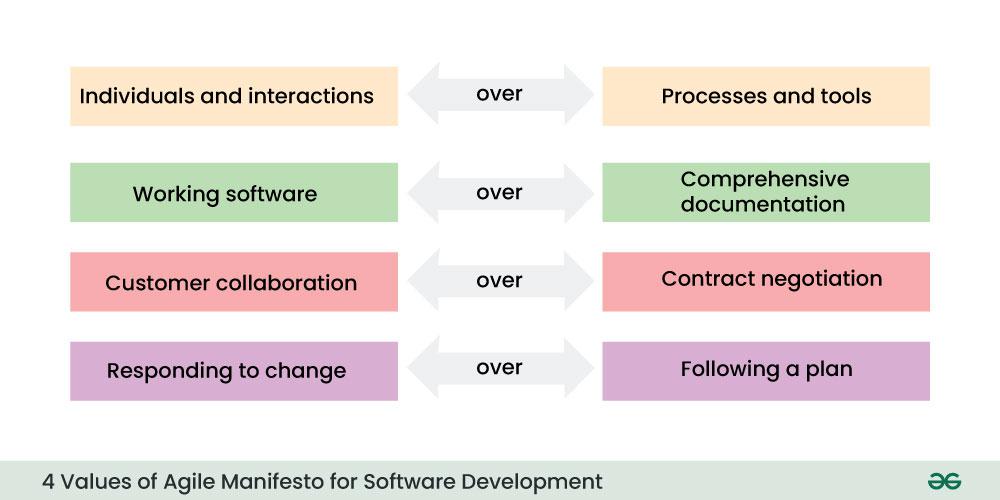 Individuals and interactions over Processes and tools
Working software over Comprehensive
documentation
Customer collaboration over Contract negotiation
Responding to change over Following a plan
4 Values of Agile Manifesto for Software Development